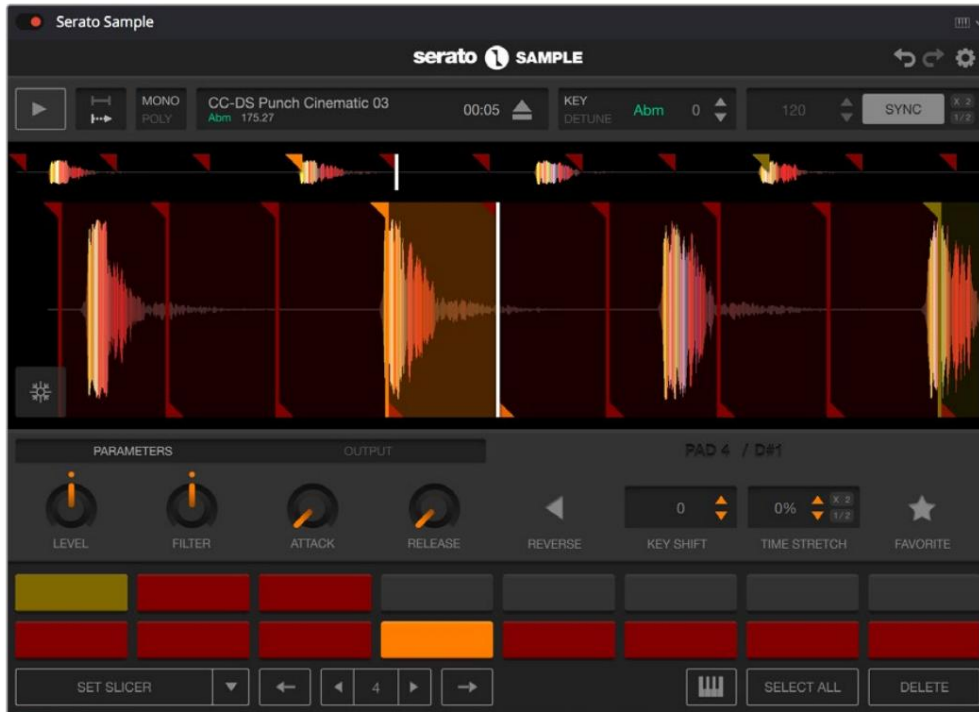 Serato Sample
serato SAMPLE
MONO
POLY
CC-DS Punch Cinematic 03
Abm 175.27
00:05
KEY
DETUNE
Abm
0
120
SYNC
X 2
1/2
PARAMETERS
OUTPUT
PAD 4 / D#1
0
0%
X 2
1/2
LEVEL
FILTER
ATTACK
RELEASE
REVERSE
KEY SHIFT
TIME STRETCH
FAVORITE
SET SLICER
4
SELECT ALL
DELETE